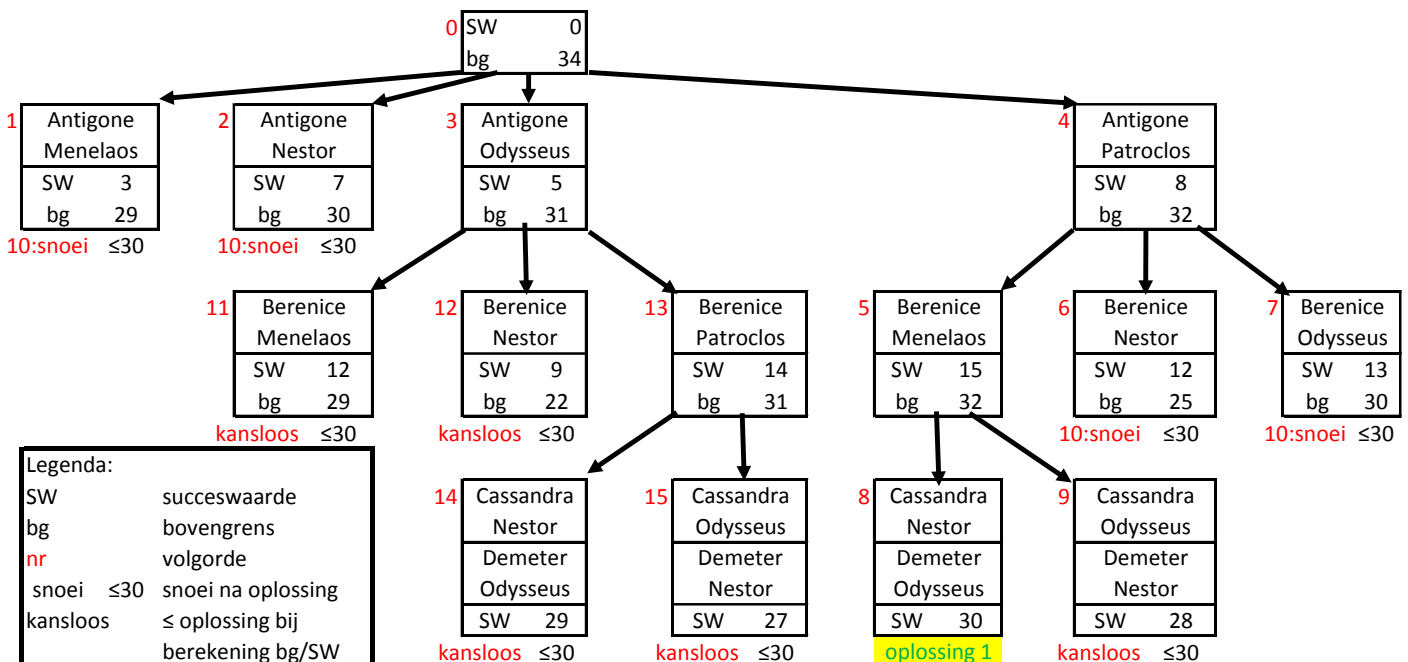 0 SW 0
bg 34
1 Antigone
Menelaos
SW 3
bg 29
10:snoei ≤30
2 Antigone
Nestor
SW 7
bg 30
10:snoei ≤30
3 Antigone
Odysseus
SW 5
bg 31
4 Antigone
Patroclos
SW 8
bg 32
11 Berenice
Menelaos
SW 12
bg 29
kansloos ≤30
12 Berenice
Nestor
SW 9
bg 22
kansloos ≤30
13 Berenice
Patroclos
SW 14
bg 31
5 Berenice
Menelaos
SW 15
bg 32
6 Berenice
Nestor
SW 12
bg 25
10:snoei ≤30
7 Berenice
Odysseus
SW 13
bg 30
10:snoei ≤30
14 Cassandra
Nestor
Demeter
Odysseus
SW 29
kansloos ≤30
15 Cassandra
Odysseus
Demeter
Nestor
SW 27
kansloos ≤30
8 Cassandra
Nestor
Demeter
Odysseus
SW 30
oplossing 1
9 Cassandra
Odysseus
Demeter
Nestor
SW 28
kansloos ≤30
Legenda:
SW succeswaarde
bg bovengrens
nr volgorde
snoei ≤30 snoei na oplossing
kansloos ≤ oplossing bij
berekening bg/SW